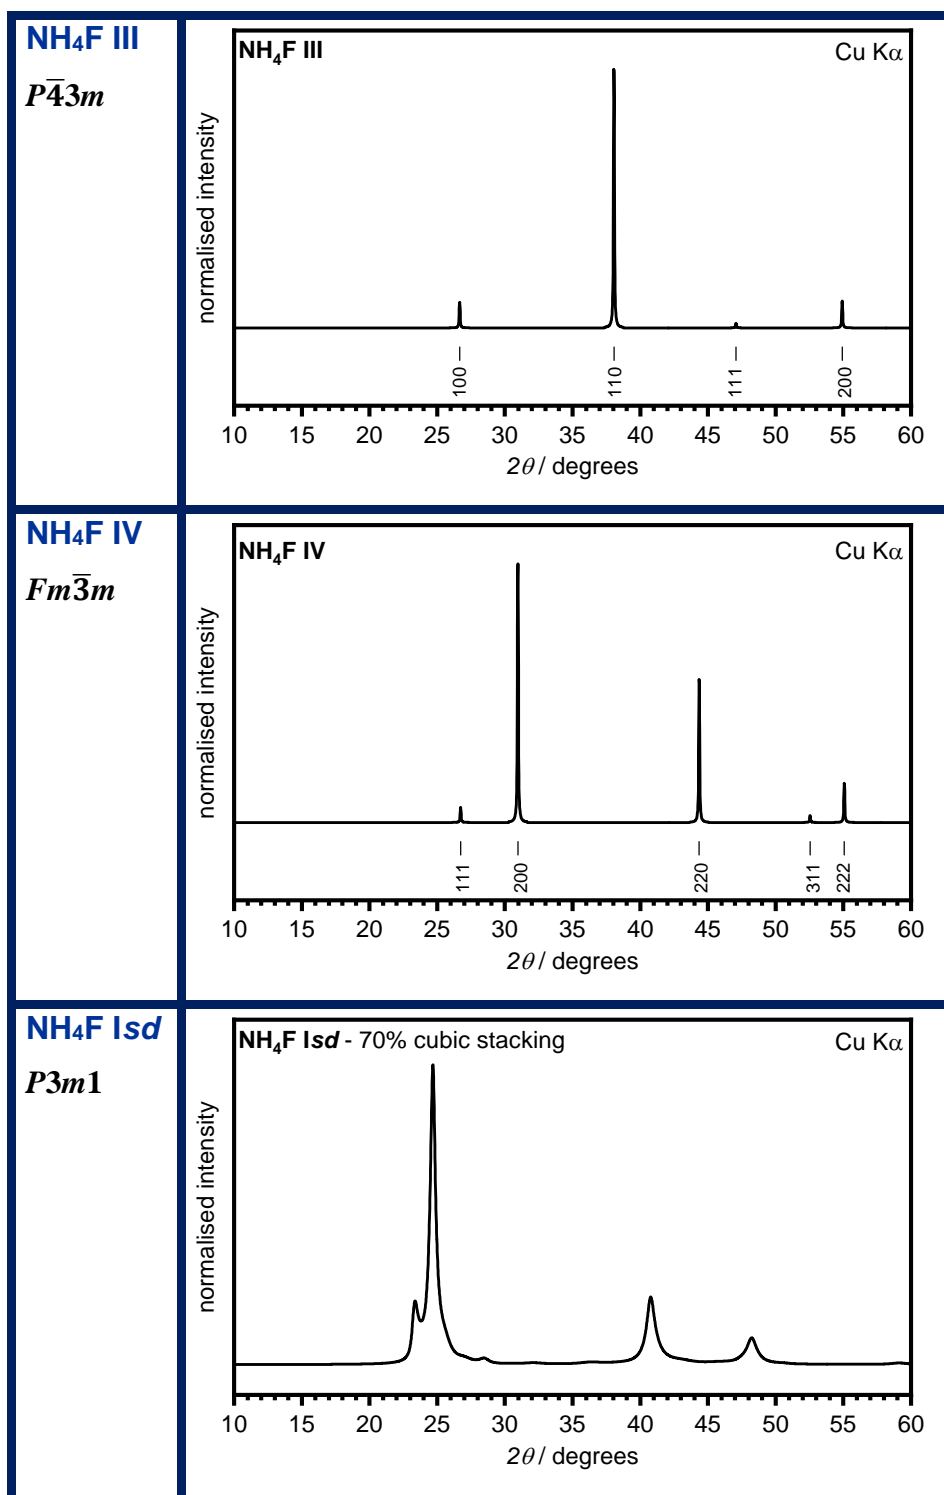 NH₄F III
P4̅3m
NH₄F III
Cu Kα
normalised intensity
100
110
111
200
10 15 20 25 30 35 40 45 50 55 60
2θ / degrees
NH₄F IV
Fm3̅m
NH₄F IV
Cu Kα
normalised intensity
111
200
220
311
222
10 15 20 25 30 35 40 45 50 55 60
2θ / degrees
NH₄F Isd
P3m1
NH₄F Isd - 70% cubic stacking
Cu Kα
normalised intensity
10 15 20 25 30 35 40 45 50 55 60
2θ / degrees